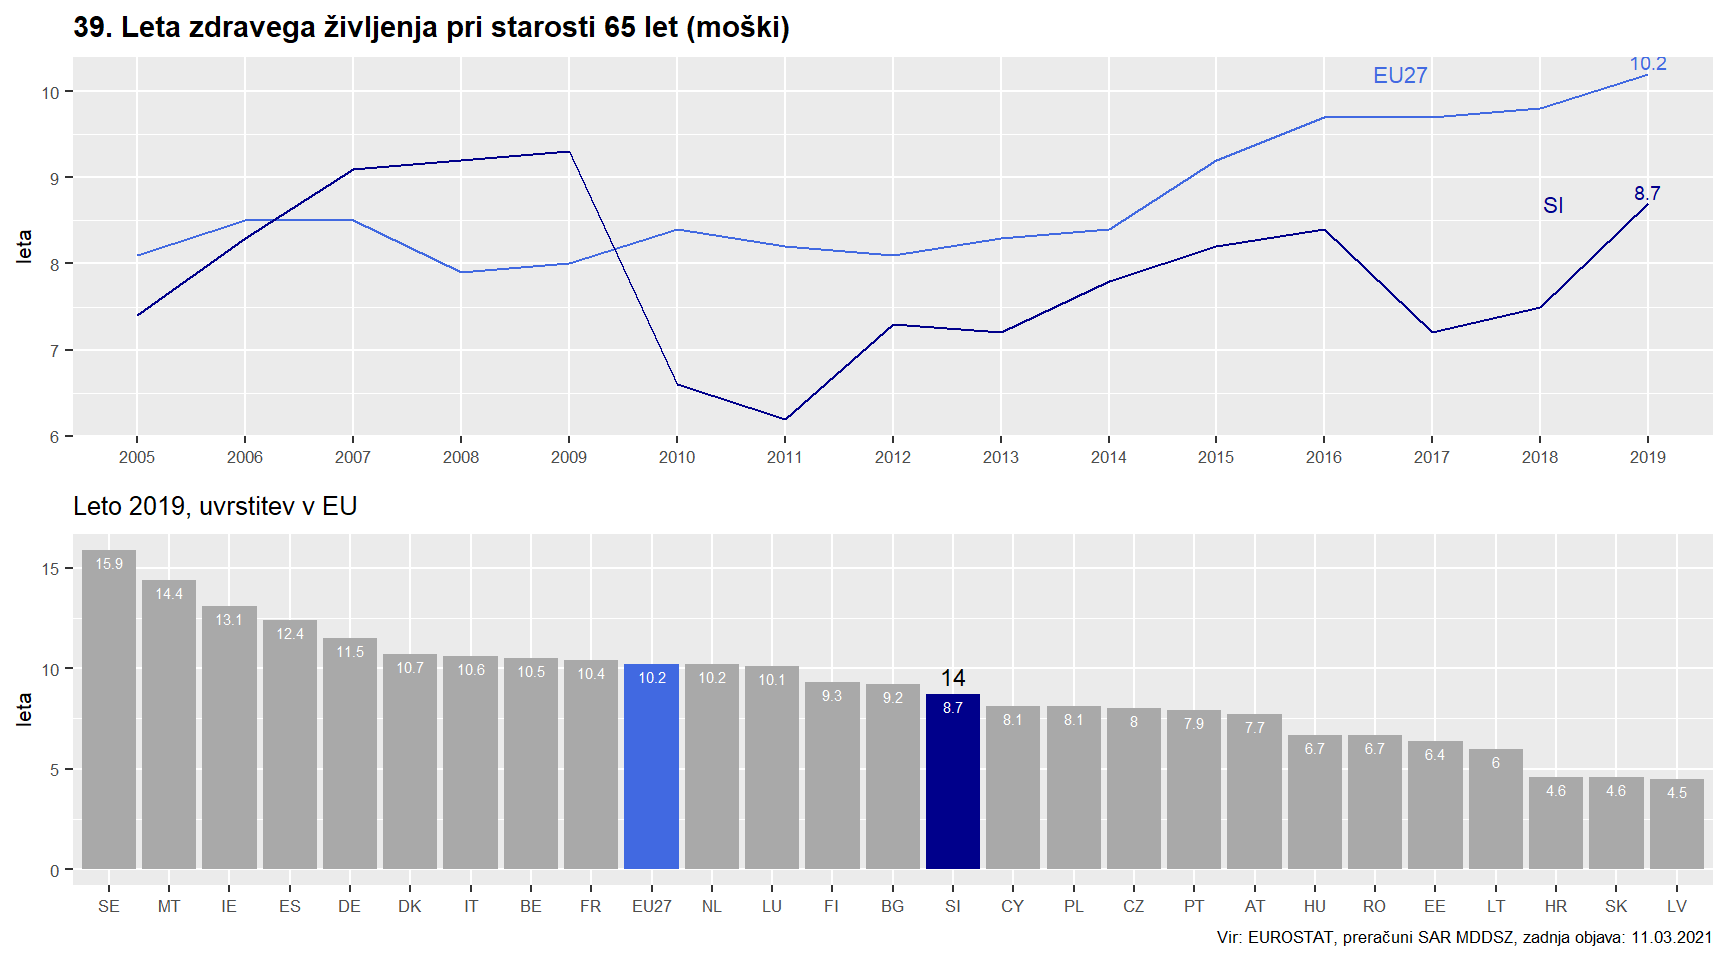 39. Leta zdravega življenja pri starosti 65 let (moški)
EU27
10.2
SI
8.7
leta
10
9
8
7
6
2005 2006 2007 2008 2009 2010 2011 2012 2013 2014 2015 2016 2017 2018 2019
Leto 2019, uvrstitev v EU
leta
15
10
5
0
14
15.9 14.4 13.1 12.4 11.5 10.7 10.6 10.5 10.4 10.2 10.2 10.1 9.3 9.2 8.7 8.1 8.1 8 7.9 7.7 6.7 6.7 6.4 6 4.6 4.6 4.5
SE MT IE ES DE DK IT BE FR EU27 NL LU FI BG SI CY PL CZ PT AT HU RO EE LT HR SK LV
Vir: EUROSTAT, preračuni SAR MDDSZ, zadnja objava: 11.03.2021